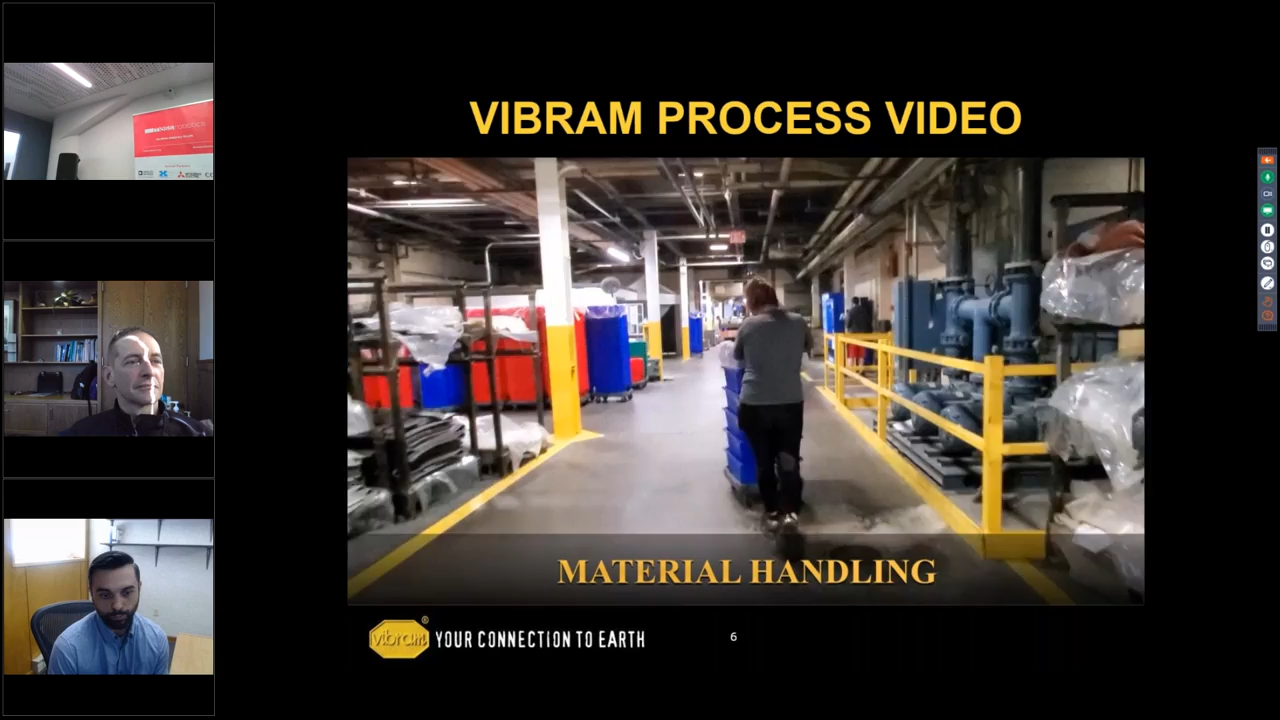 VIBRAM PROCESS VIDEO
MATERIAL HANDLING
vibram®
YOUR CONNECTION TO EARTH
6